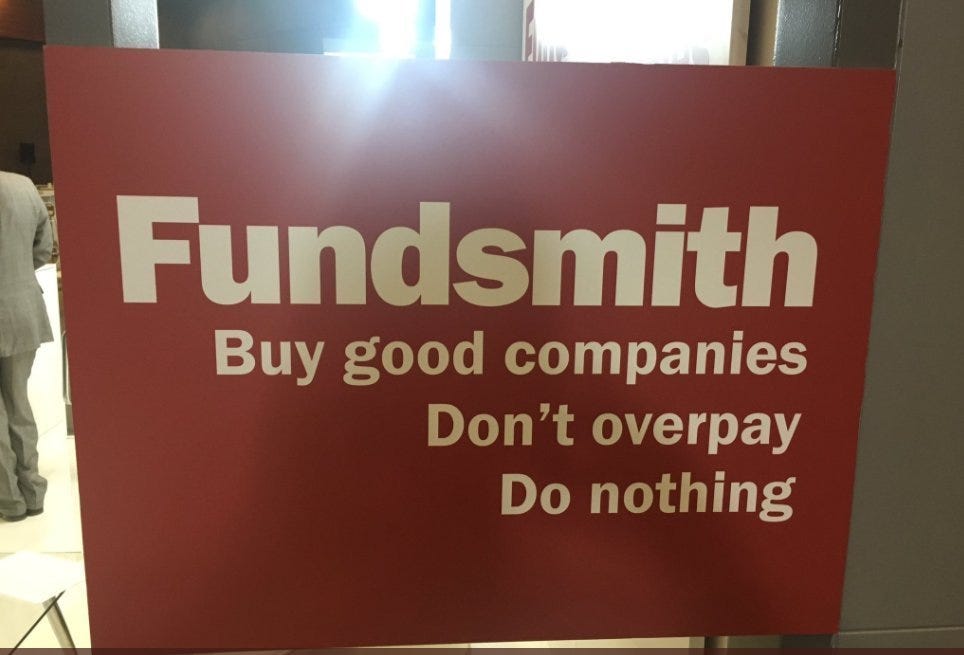 Fundsmith
Buy good companies
Don't overpay
Do nothing